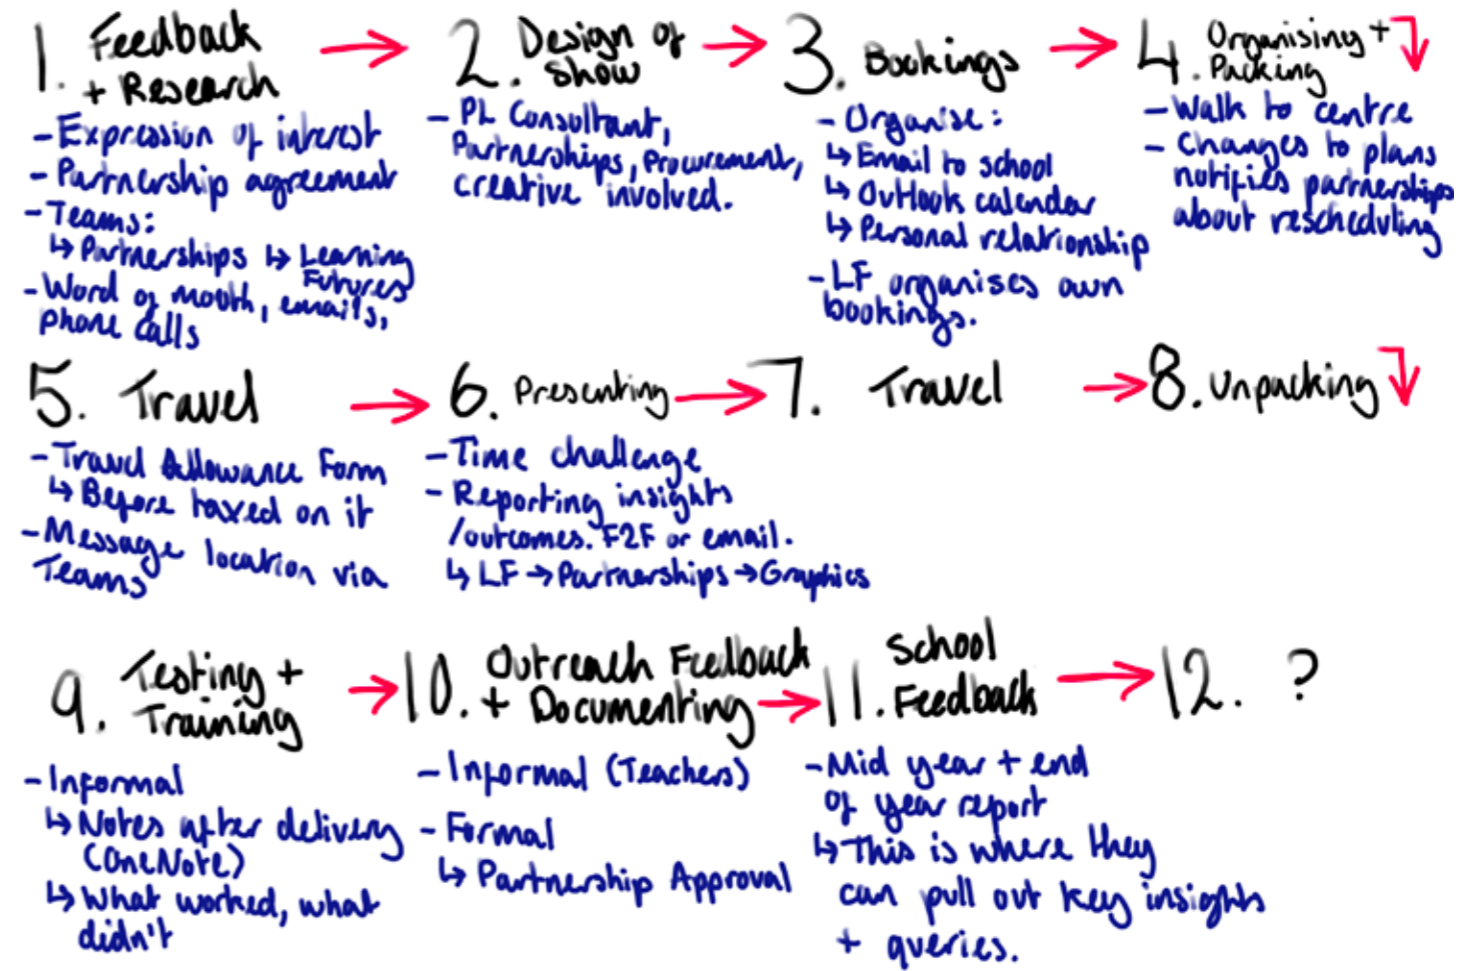 1. Feedback
+ Research
- Expression of interest
- Partnership agreement
- Teams:
↳ Partnerships ↳ Learning
Futures
- Word of mouth, emails,
phone calls
2. Design of
show
- PL Consultant,
Partnerships, procurement,
creative involved.
3. Bookings
- Organise:
↳ Email to school
↳ Outlook calendar
↳ Personal relationship
- LF organises own
bookings.
4. Organising +
Packing
- Walk to centre
- Changes to plans
notifies partnerships
about rescheduling
5. Travel
- Travel Allowance Form
↳ Before taxed on it
- Message location via
Teams
6. Presenting
- Time challenge
- Reporting insights
/outcomes. F2F or email.
↳ LF → Partnerships → Graphics
7. Travel
8. Unpacking
9. Testing +
Training
- Informal
↳ Notes after delivery
(OneNote)
↳ What worked, what
didn't
10. Outreach Feedback
+ Documenting
- Informal (Teachers)
- Formal
↳ Partnership Approval
11. School
Feedback
- Mid year + end
of year report
↳ This is where they
can pull out key insights
+ queries.
12. ?